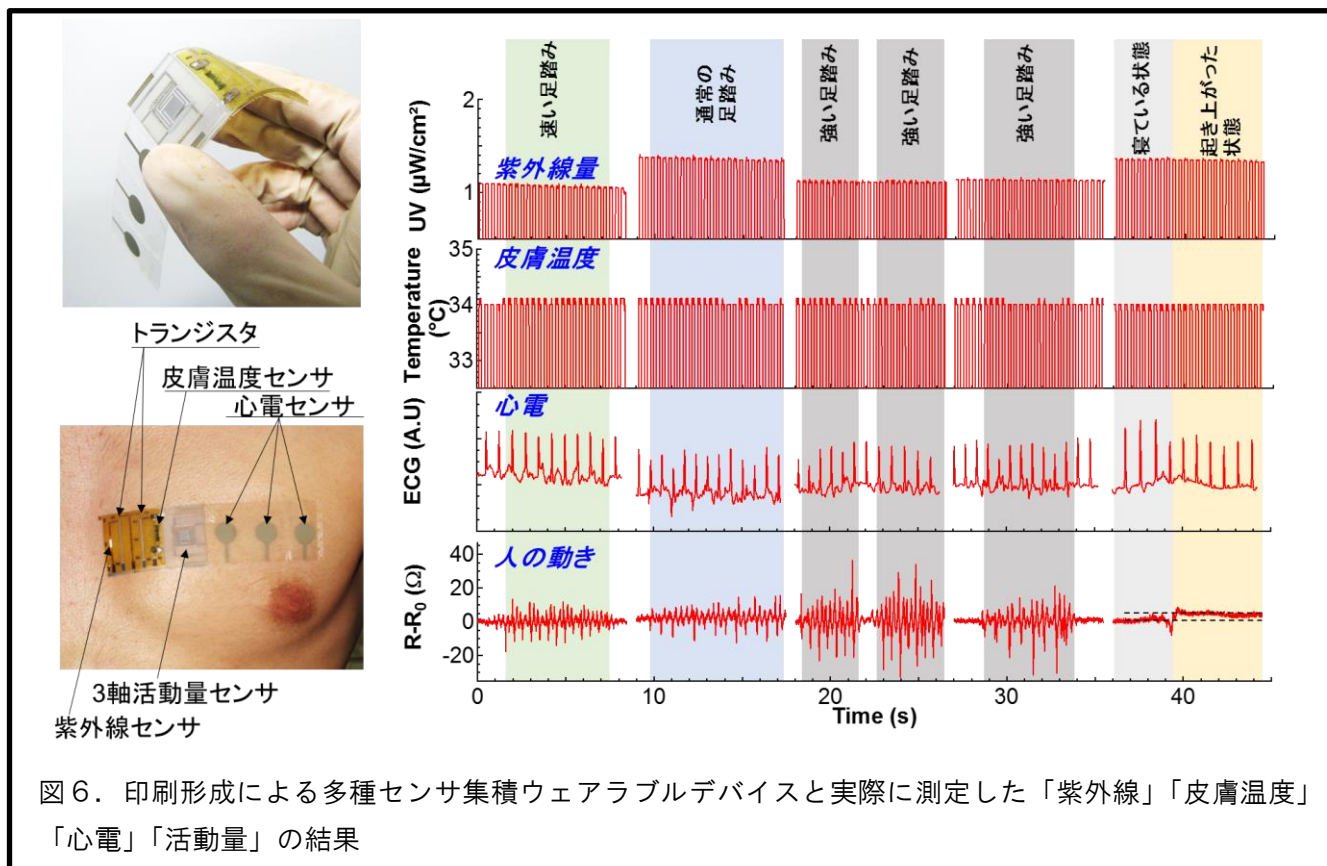 トランジスタ
皮膚温度センサ
心電センサ
3軸活動量センサ
紫外線センサ
速い足踏み
通常の
足踏み
強い足踏み
強い足踏み
強い足踏み
寝ている状態
起き上がった
状態
UV (μW/cm²)
2
1
紫外線量
Temperature
(°C)
35
34
33
皮膚温度
ECG (A.U)
心電
R-R₀ (Ω)
40
20
0
-20
人の動き
0 10 20 30 40
Time (s)
図6．印刷形成による多種センサ集積ウェアラブルデバイスと実際に測定した「紫外線」「皮膚温度」
「心電」「活動量」の結果